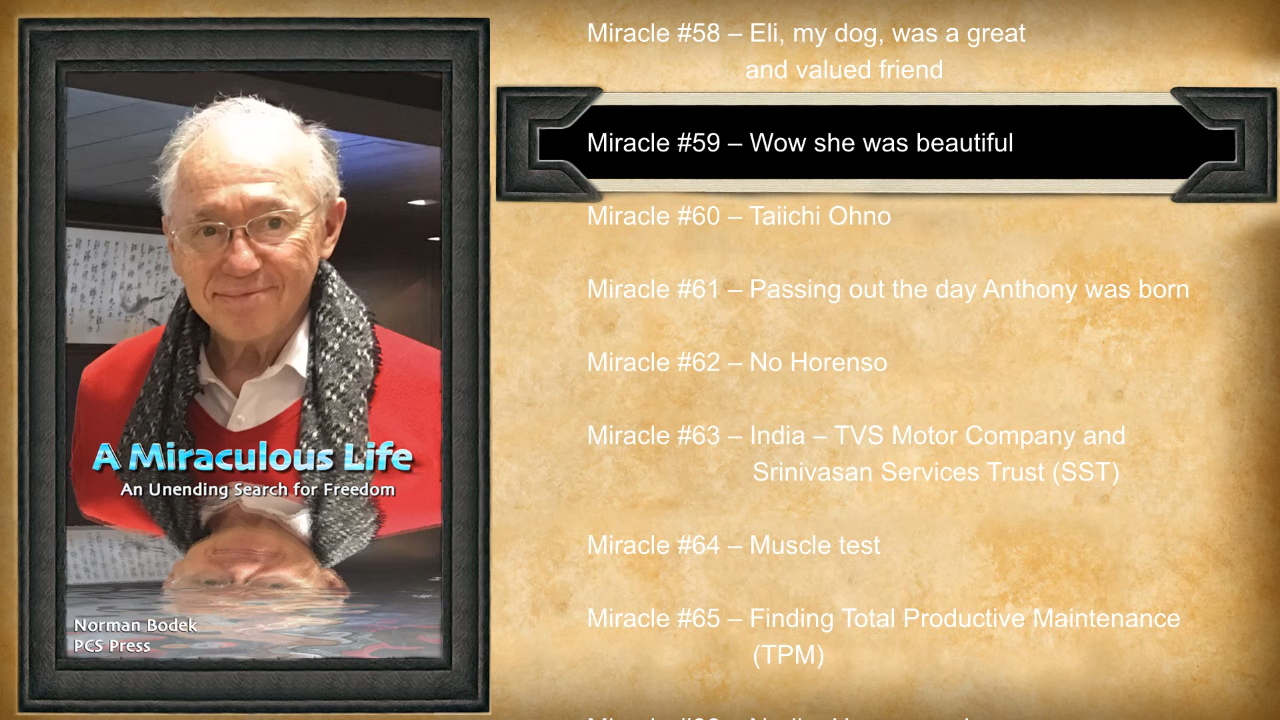 A Miraculous Life
An Unending Search for Freedom
Norman Bodek
PCS Press
Miracle #58 – Eli, my dog, was a great
and valued friend
Miracle #59 – Wow she was beautiful
Miracle #60 – Taiichi Ohno
Miracle #61 – Passing out the day Anthony was born
Miracle #62 – No Horenso
Miracle #63 – India – TVS Motor Company and
Srinivasan Services Trust (SST)
Miracle #64 – Muscle test
Miracle #65 – Finding Total Productive Maintenance
(TPM)